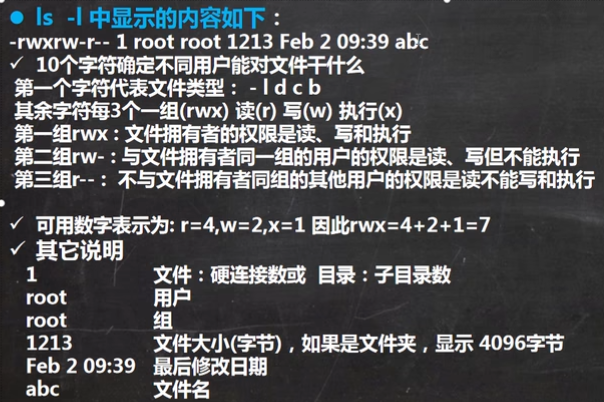 ● ls -l 中显示的内容如下：
-rwxrw-r-- 1 root root 1213 Feb 2 09:39 abc
✓ 10个字符确定不同用户能对文件干什么
第一个字符代表文件类型： - l d c b
其余字符每3个一组(rwx) 读(r) 写(w) 执行(x)
第一组rwx : 文件拥有者的权限是读、写和执行
第二组rw- : 与文件拥有者同一组的用户的权限是读、写但不能执行
第三组r-- ： 不与文件拥有者同组的其他用户的权限是读不能写和执行
✓ 可用数字表示为: r=4,w=2,x=1 因此rwx=4+2+1=7
✓ 其它说明
1 文件：硬连接数或 目录：子目录数
root 用户
root 组
1213 文件大小(字节)，如果是文件夹，显示 4096字节
Feb 2 09:39 最后修改日期
abc 文件名